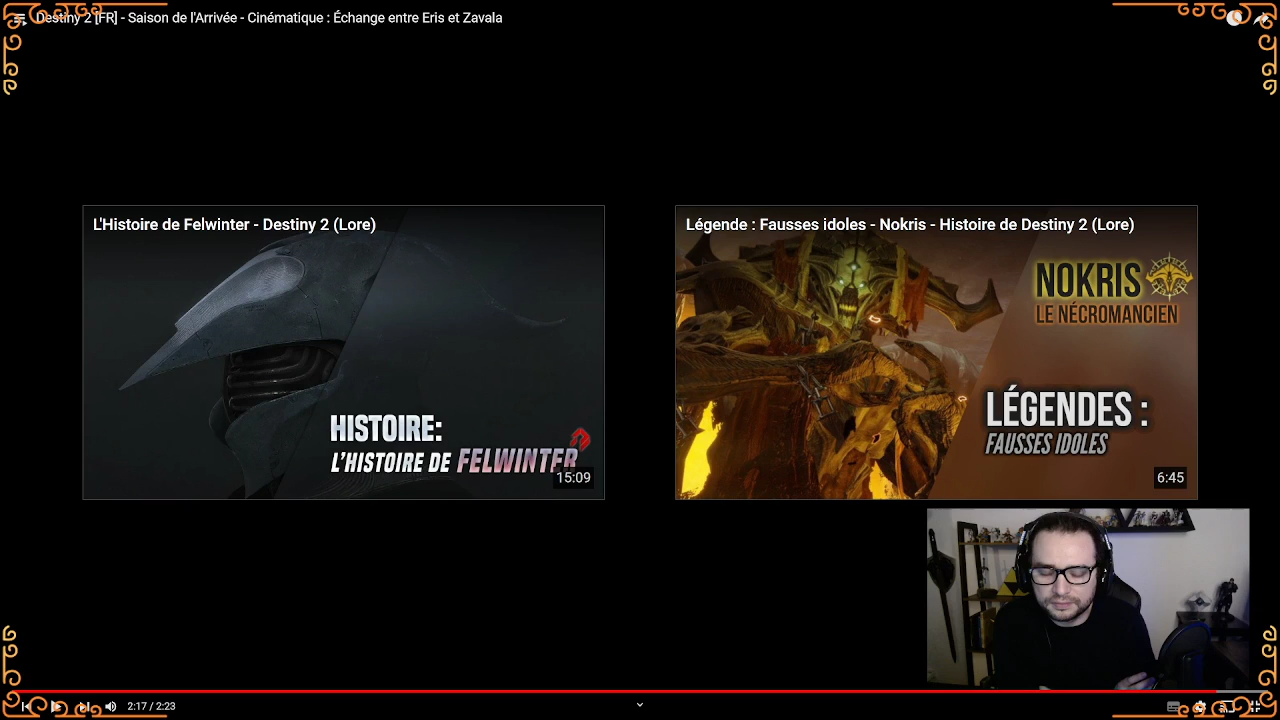 Destiny 2 [FR] - Saison de l'Arrivée - Cinématique : Échange entre Eris et Zavala
L'Histoire de Felwinter - Destiny 2 (Lore)
HISTOIRE:
L'HISTOIRE DE FELWINTER
15:09
Légende : Fausses idoles - Nokris - Histoire de Destiny 2 (Lore)
NOKRIS
LE NÉCROMANCIEN
LÉGENDES :
FAUSSES IDOLES
6:45
2:17 / 2:23